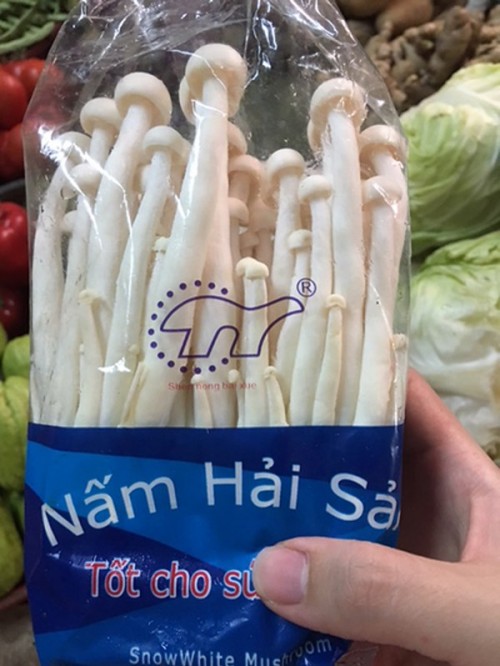 ®
Nấm Hải Sả
Tốt cho sứ
SnowWhite Mushroom